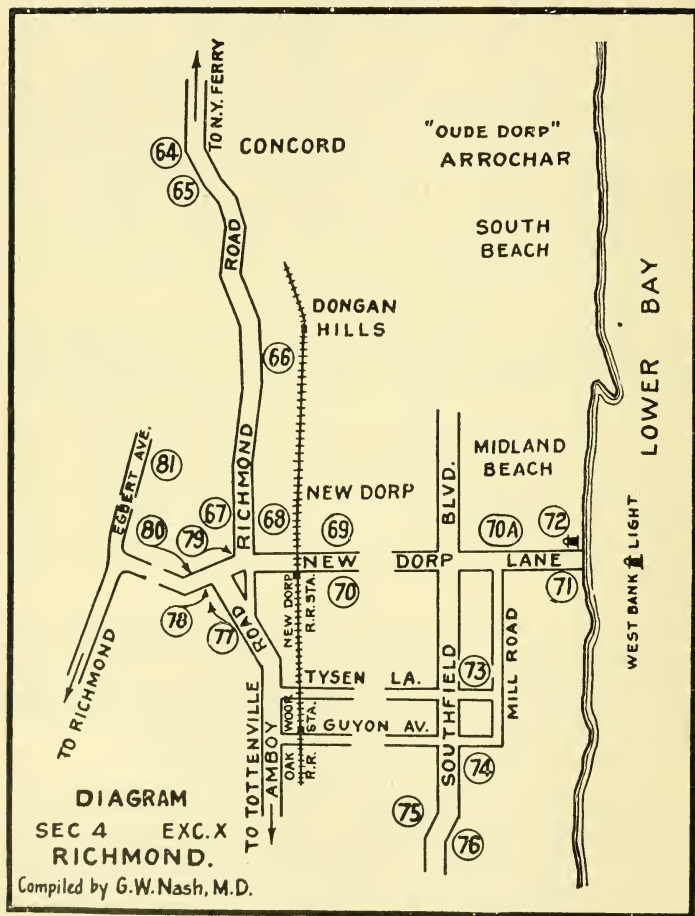 TO N.Y. FERRY
CONCORD
"OUDE DORP"
ARROCHAR
64
65
SOUTH
BEACH
ROAD
DONGAN
HILLS
LOWER BAY
66
RICHMOND
EGBERT AVE.
81
BLVD.
MIDLAND
BEACH
NEW DORP
80
79
67
68
69
70A
72
NEW DORP LANE
78
77
NEW DORP
R.R. STA.
70
71
WEST BANK LIGHT
ROAD
MILL ROAD
TO RICHMOND
TYSEN LA.
73
SOUTHFIELD
GUYON AV.
OAK WOOR
R.R. STA.
TO TOTTENVILLE
AMBOY
74
75
76
DIAGRAM
SEC 4 EXC. X
RICHMOND.
Compiled by G.W. Nash, M.D.